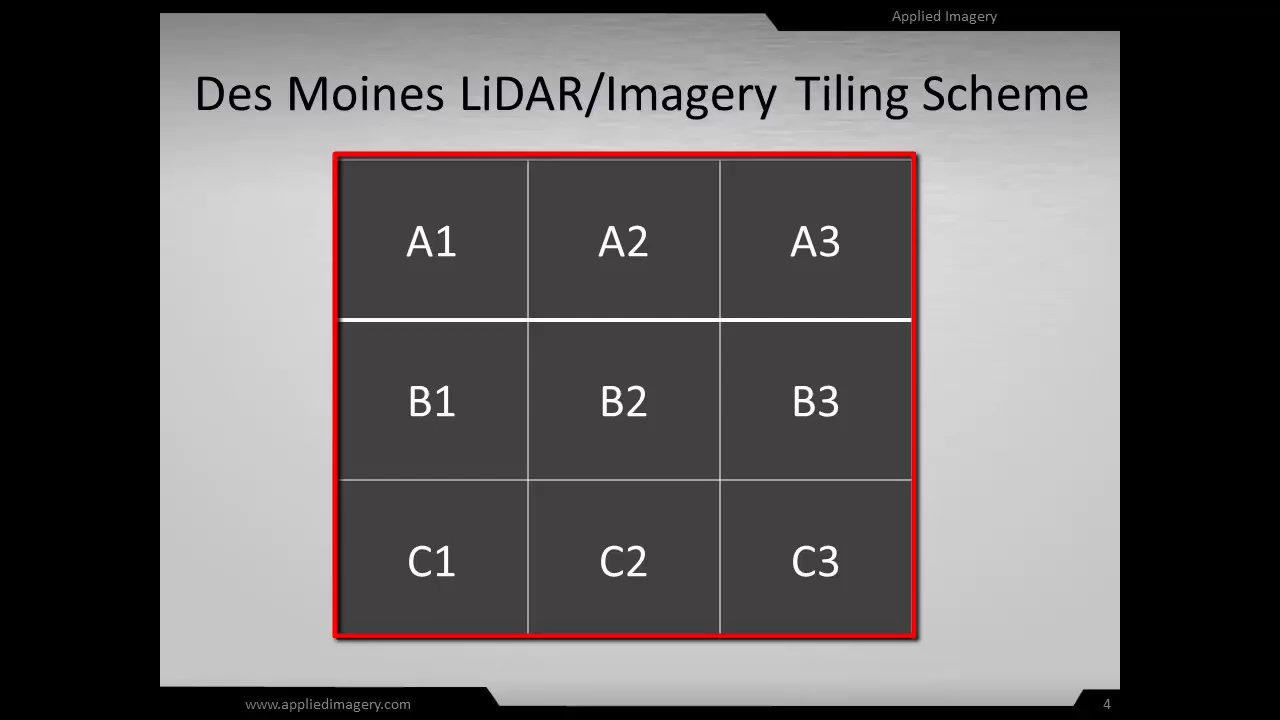 Applied Imagery
Des Moines LiDAR/Imagery Tiling Scheme
A1 A2 A3
B1 B2 B3
C1 C2 C3
www.appliedimagery.com 4